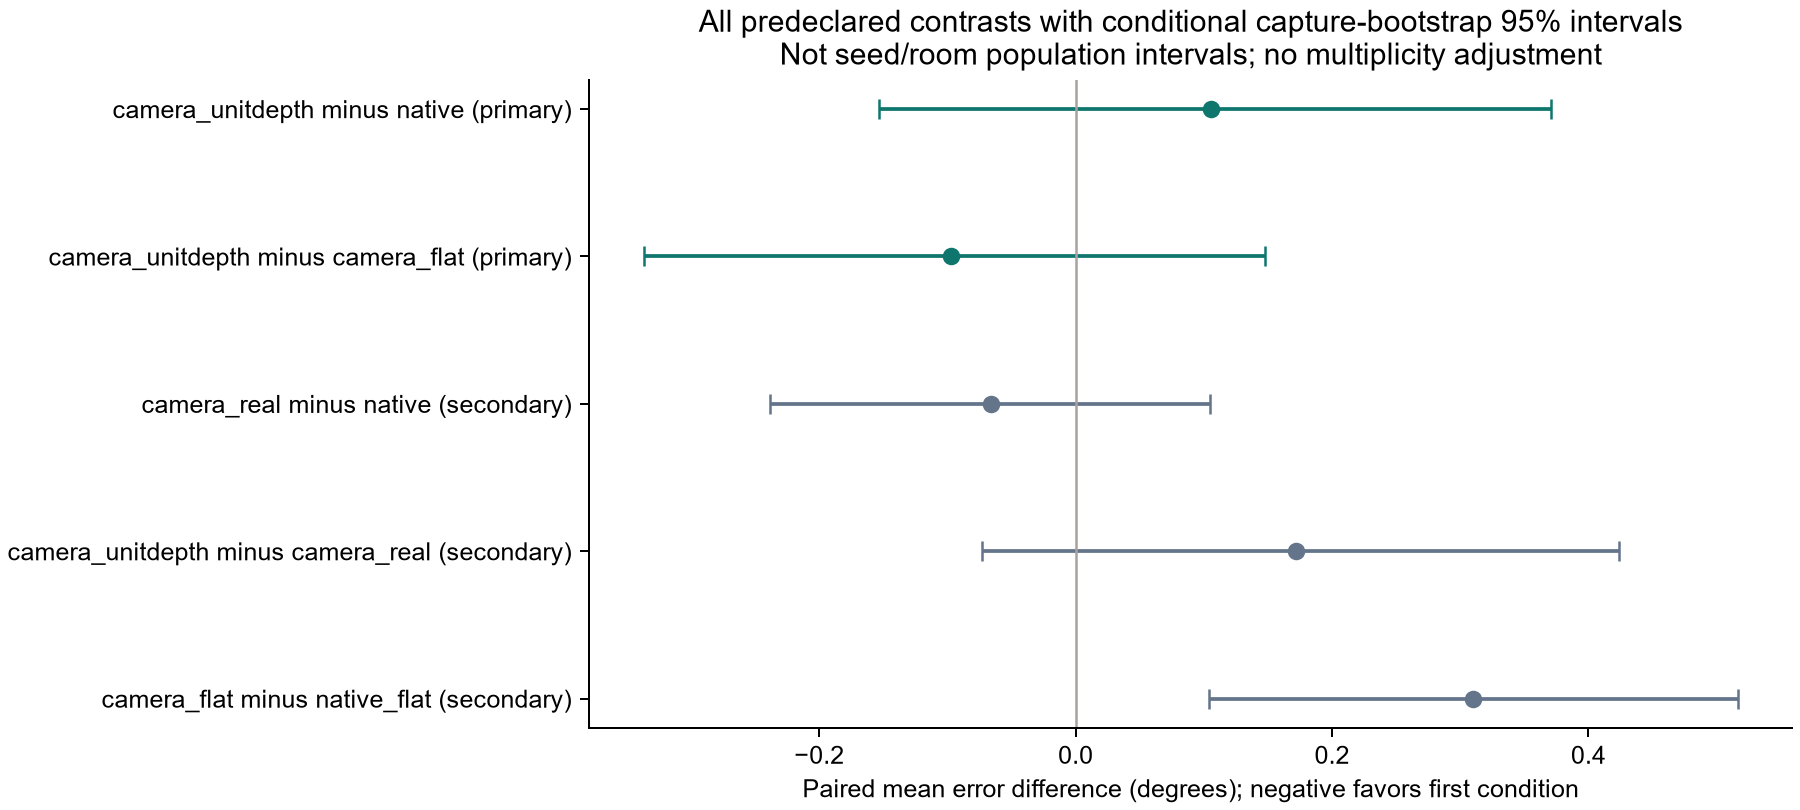 All predeclared contrasts with conditional capture-bootstrap 95% intervals
Not seed/room population intervals; no multiplicity adjustment
camera_unitdepth minus native (primary)
camera_unitdepth minus camera_flat (primary)
camera_real minus native (secondary)
camera_unitdepth minus camera_real (secondary)
camera_flat minus native_flat (secondary)
−0.2 0.0 0.2 0.4
Paired mean error difference (degrees); negative favors first condition